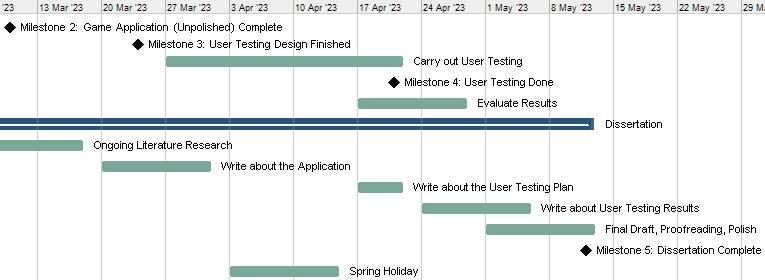 '23 13 Mar '23 20 Mar '23 27 Mar '23 3 Apr '23 10 Apr '23 17 Apr '23 24 Apr '23 1 May '23 8 May '23 15 May '23 22 May '23 29 Ma
Milestone 2: Game Application (Unpolished) Complete
Milestone 3: User Testing Design Finished
Carry out User Testing
Milestone 4: User Testing Done
Evaluate Results
Dissertation
Ongoing Literature Research
Write about the Application
Write about the User Testing Plan
Write about User Testing Results
Final Draft, Proofreading, Polish
Milestone 5: Dissertation Complete
Spring Holiday